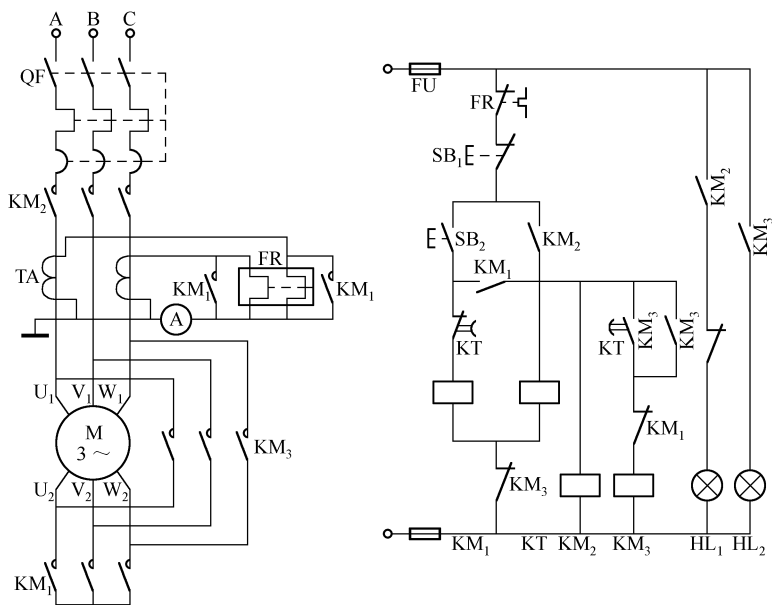 A B C
QF
KM₂
TA
KM₁
FR
KM₁
A
U₁ V₁ W₁
M
3 ~
KM₃
U₂ V₂ W₂
KM₁
FU
FR
SB₁
SB₂
KM₂
KM₁
KT
KT
KM₃
KM₃
KM₁
KM₃
KM₂
KM₃
KM₁ KT KM₂ KM₃ HL₁ HL₂